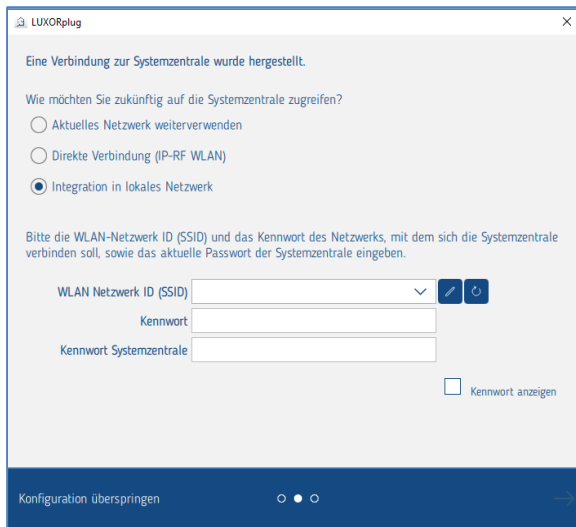 LUXORplug
Eine Verbindung zur Systemzentrale wurde hergestellt.
Wie möchten Sie zukünftig auf die Systemzentrale zugreifen?
Aktuelles Netzwerk weiterverwenden
Direkte Verbindung (IP-RF WLAN)
Integration in lokales Netzwerk
Bitte die WLAN-Netzwerk ID (SSID) und das Kennwort des Netzwerks, mit dem sich die Systemzentrale
verbinden soll, sowie das aktuelle Passwort der Systemzentrale eingeben.
WLAN Netzwerk ID (SSID)
Kennwort
Kennwort Systemzentrale
Kennwort anzeigen
Konfiguration überspringen